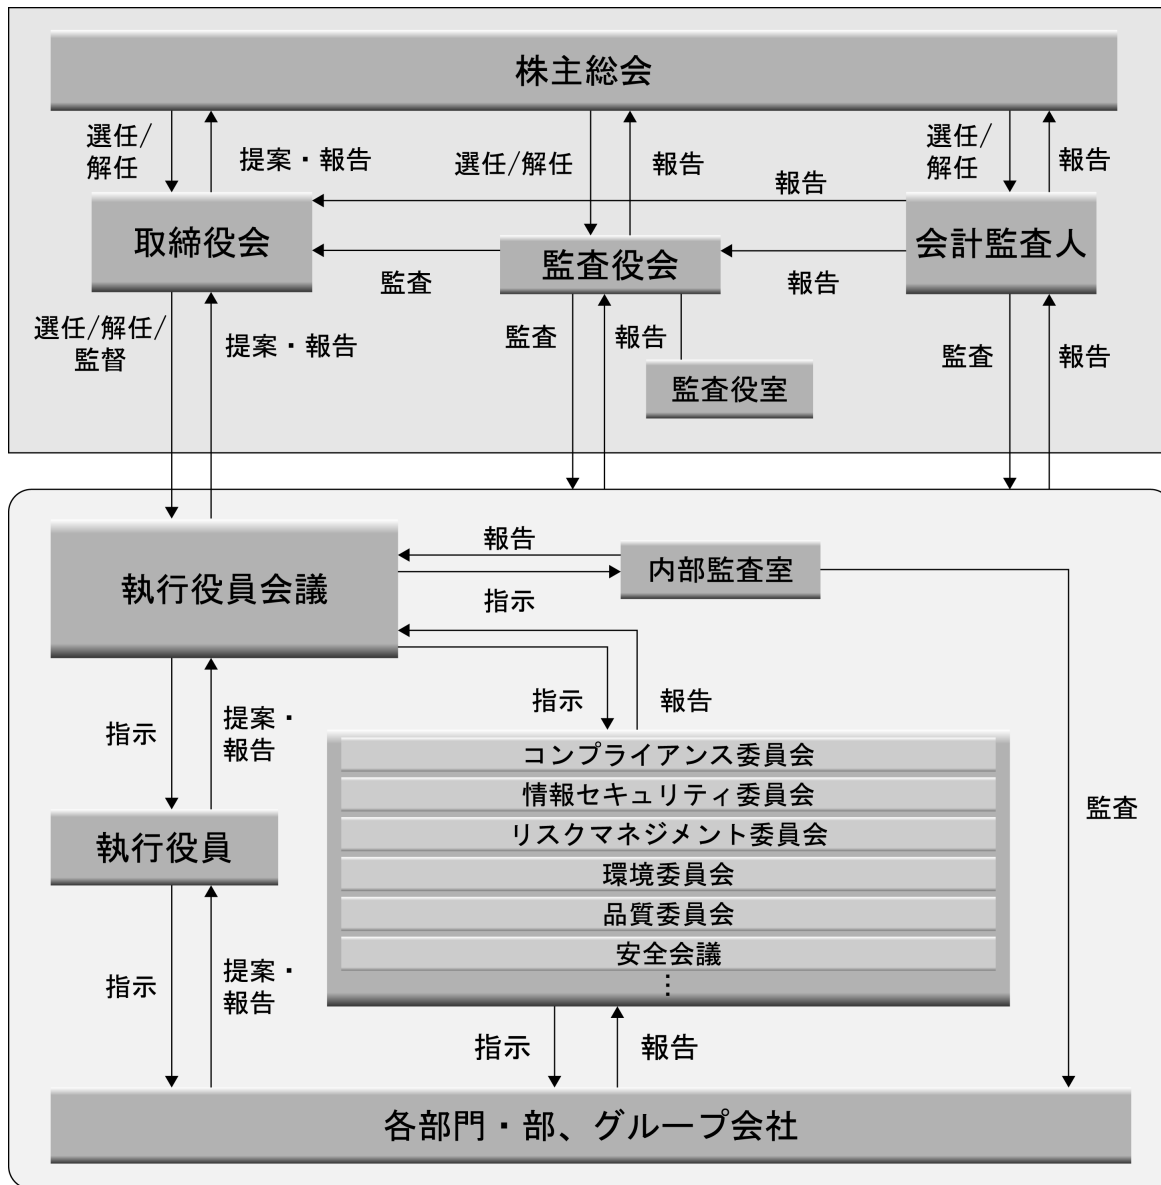 株主総会
選任/
解任
提案・報告
選任/解任
報告
選任/
解任
報告
報告
取締役会
監査
監査役会
報告
会計監査人
選任/解任/
監督
提案・報告
監査
報告
監査役室
監査
報告
執行役員会議
報告
指示
内部監査室
指示
提案・
報告
指示
報告
コンプライアンス委員会
情報セキュリティ委員会
リスクマネジメント委員会
環境委員会
品質委員会
安全会議
⋮
監査
執行役員
指示
提案・
報告
指示
報告
各部門・部、グループ会社